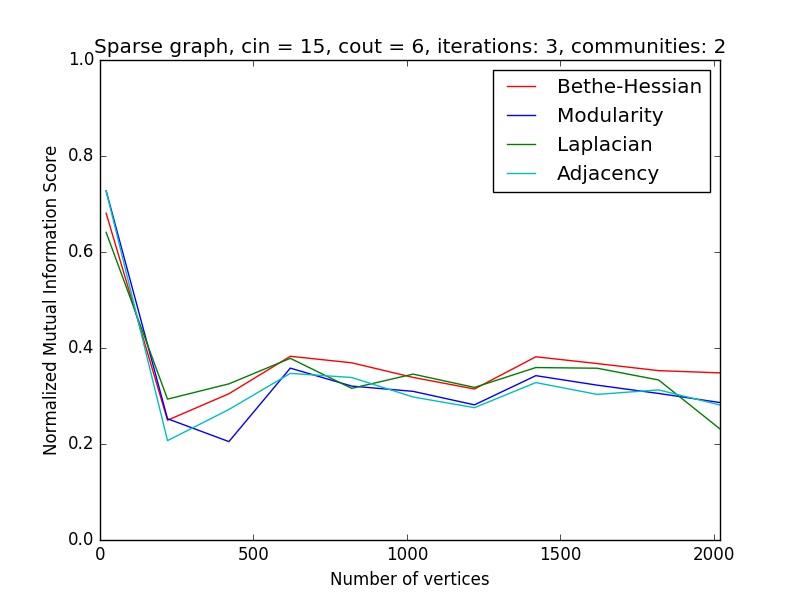 Sparse graph, cin = 15, cout = 6, iterations: 3, communities: 2
Bethe-Hessian
Modularity
Laplacian
Adjacency
Normalized Mutual Information Score
1.0
0.8
0.6
0.4
0.2
0.0
0 500 1000 1500 2000
Number of vertices